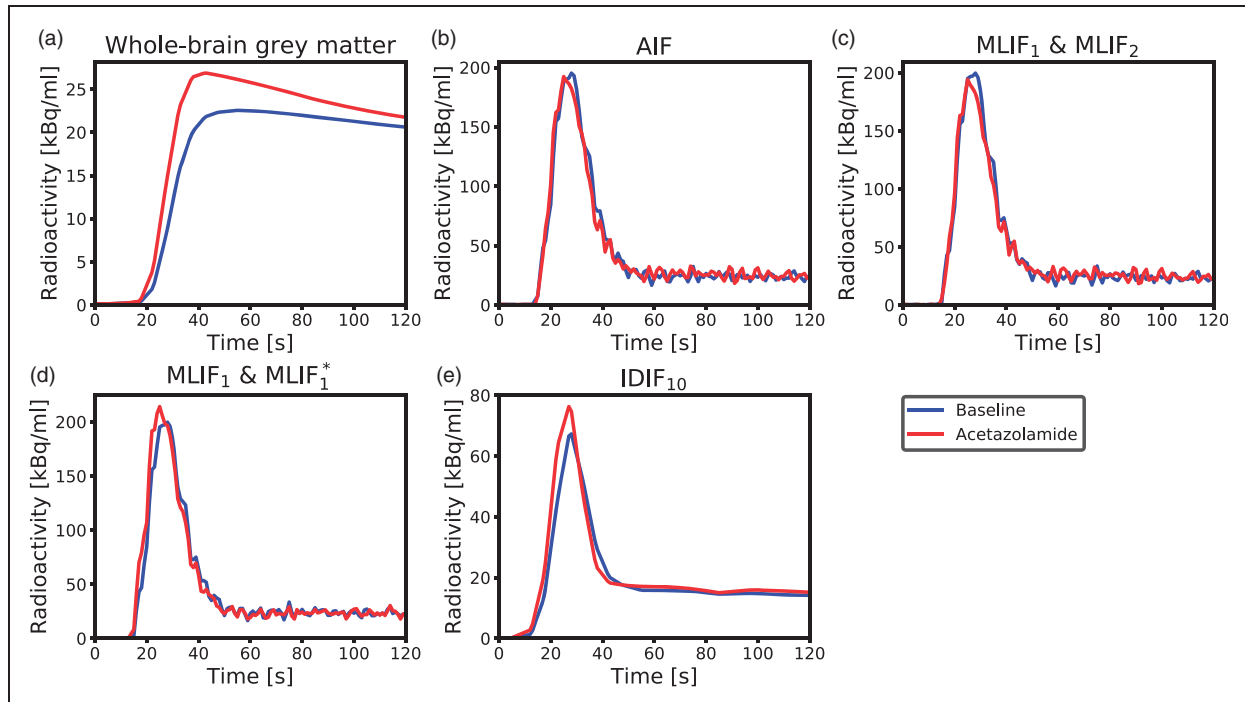 (a)
Whole-brain grey matter
Radioactivity [kBq/ml]
25
20
15
10
5
0
0 20 40 60 80 100 120
Time [s]
(b)
AIF
Radioactivity [kBq/ml]
200
150
100
50
0
0 20 40 60 80 100 120
Time [s]
(c)
MLIF₁ & MLIF₂
Radioactivity [kBq/ml]
200
150
100
50
0
0 20 40 60 80 100 120
Time [s]
(d)
MLIF₁ & MLIF₁*
Radioactivity [kBq/ml]
200
150
100
50
0
0 20 40 60 80 100 120
Time [s]
(e)
IDIF₁₀
Radioactivity [kBq/ml]
80
60
40
20
0
0 20 40 60 80 100 120
Time [s]
Baseline
Acetazolamide